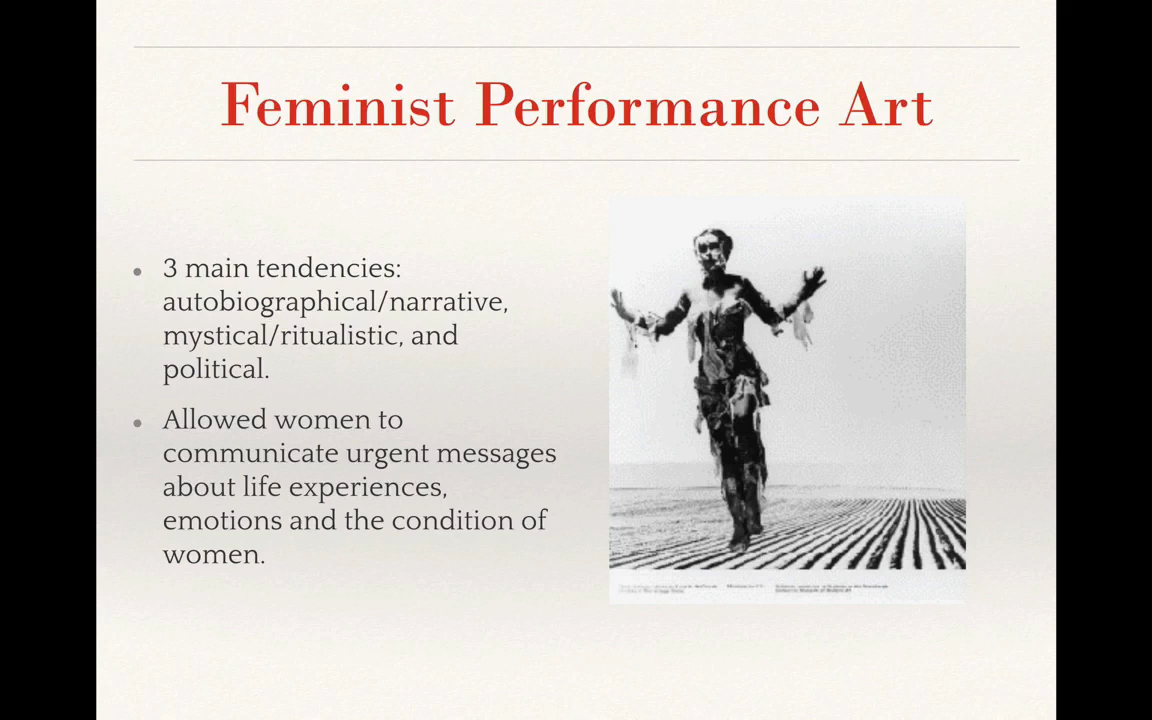 Feminist Performance Art
3 main tendencies:
autobiographical/narrative,
mystical/ritualistic, and
political.
Allowed women to
communicate urgent messages
about life experiences,
emotions and the condition of
women.